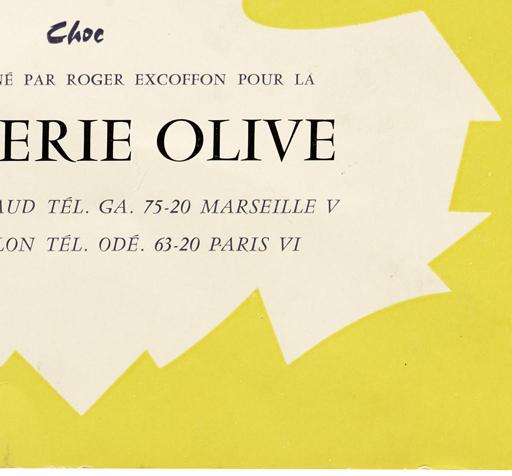 Choc
NÉ PAR ROGER EXCOFFON POUR LA
ERIE OLIVE
AUD TÉL. GA. 75-20 MARSEILLE V
LON TÉL. ODÉ. 63-20 PARIS VI